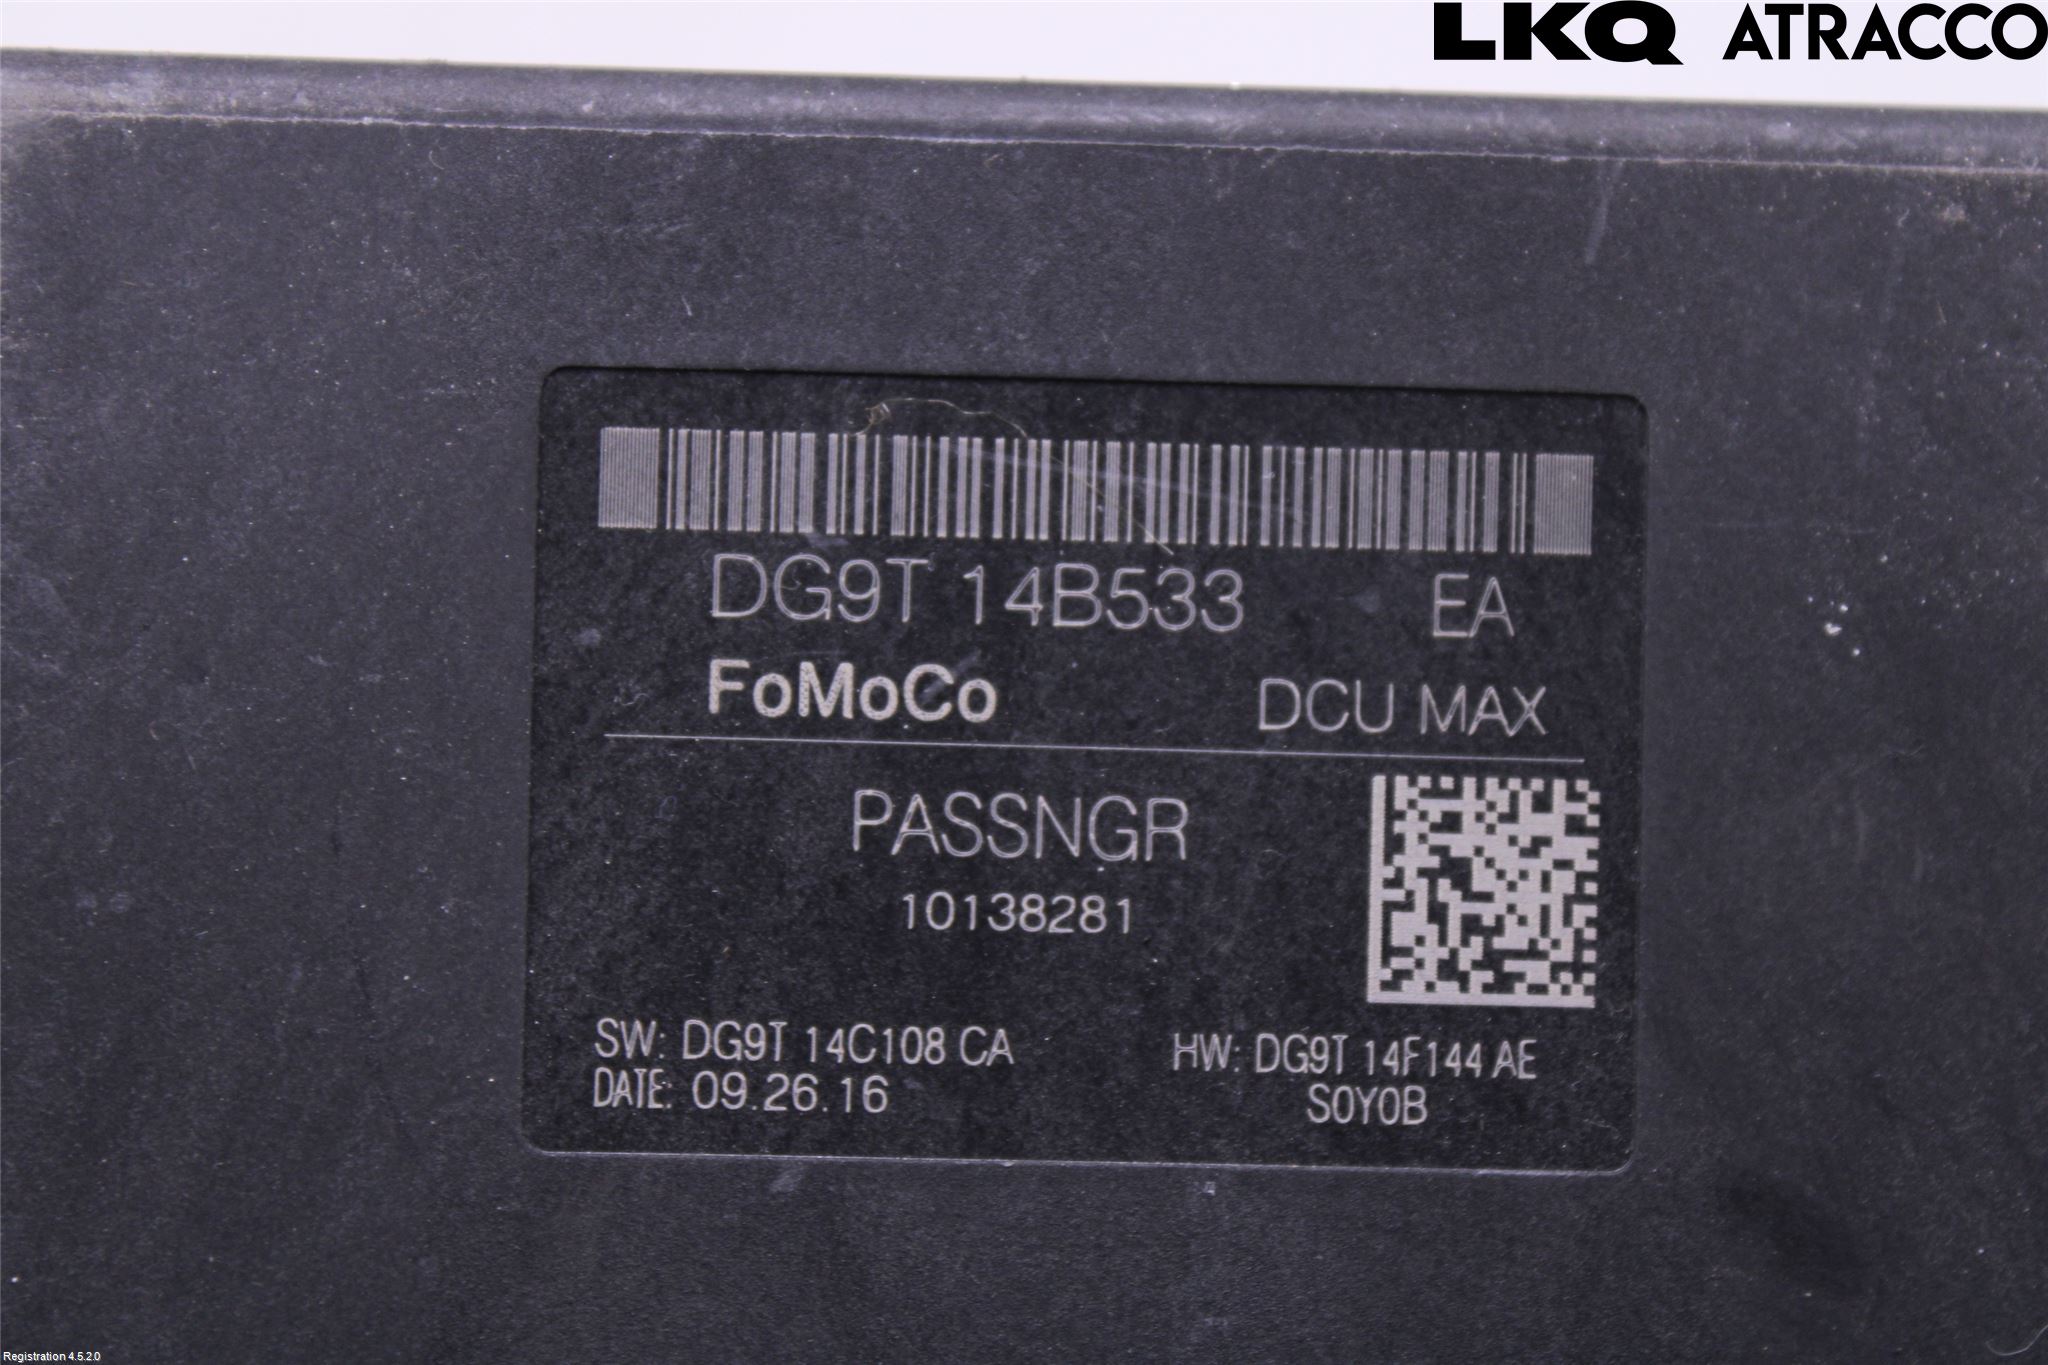 LKQ ATRACCO
DG9T 14B533 EA
FoMoCo DCU MAX
PASSNGR
10138281
SW: DG9T 14C108 CA HW: DG9T 14F144 AE
DATE: 09.26.16 S0Y0B
Registration 4.5.2.0